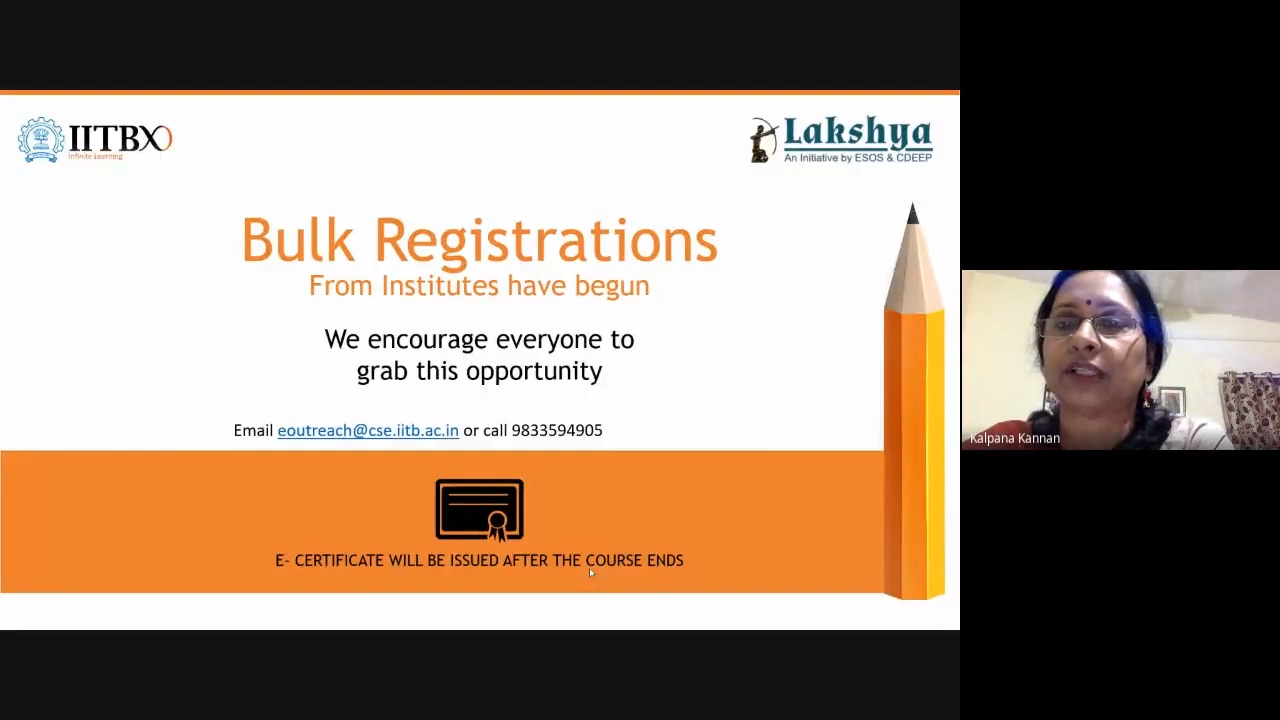 IITBX
Infinite Learning
Lakshya
An Initiative by ESOS & CDEEP
Bulk Registrations
From Institutes have begun
We encourage everyone to
grab this opportunity
Email eoutreach@cse.iitb.ac.in or call 9833594905
E- CERTIFICATE WILL BE ISSUED AFTER THE COURSE ENDS
Kalpana Kannan